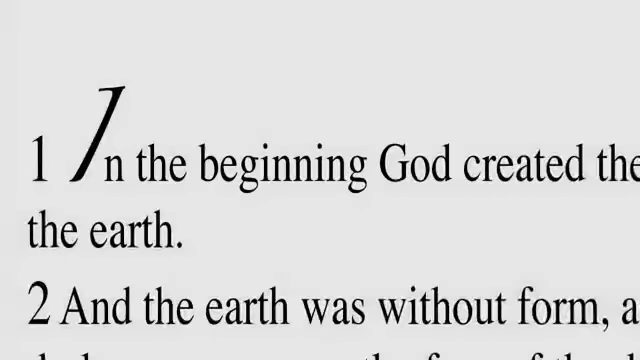 1 In the beginning God created the
the earth.
2 And the earth was without form, a